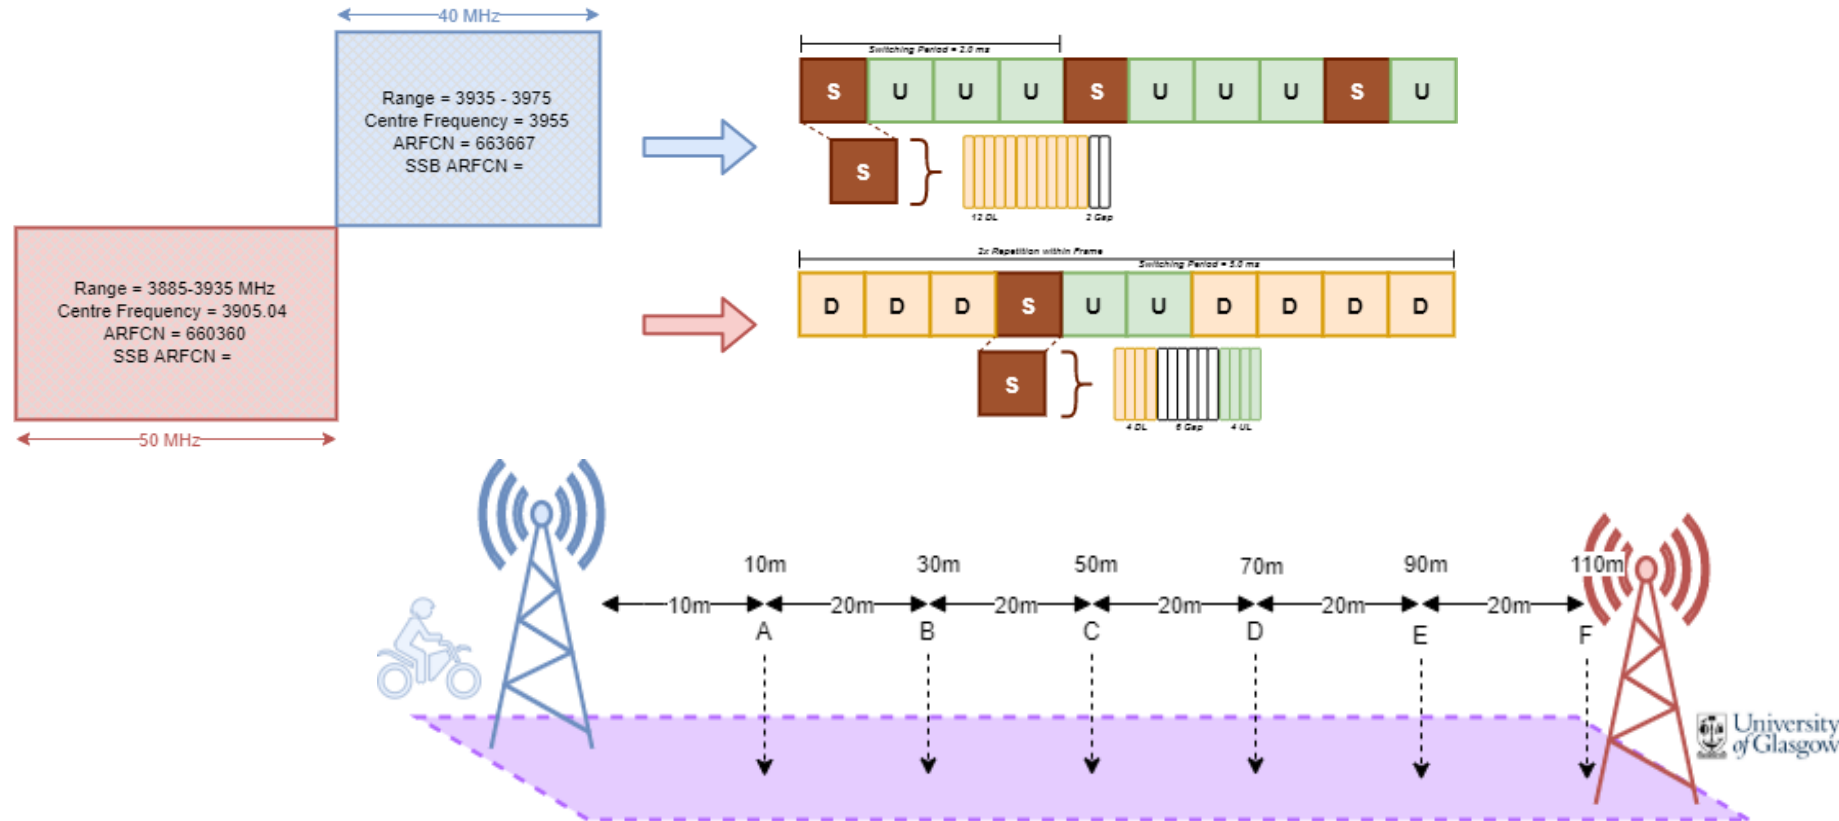 40 MHz
Range = 3935 - 3975
Centre Frequency = 3955
ARFCN = 663667
SSB ARFCN =
Switching Period = 2.0 ms
S U U U S U U U S U
S
12 DL 2 Gap
Range = 3885-3935 MHz
Centre Frequency = 3905.04
ARFCN = 660360
SSB ARFCN =
50 MHz
2x Repetition within Frame
Switching Period = 5.0 ms
D D D S U U D D D D
S
4 DL 6 Gap 4 UL
10m 30m 50m 70m 90m 110m
10m 20m 20m 20m 20m 20m
A B C D E F
University
of Glasgow